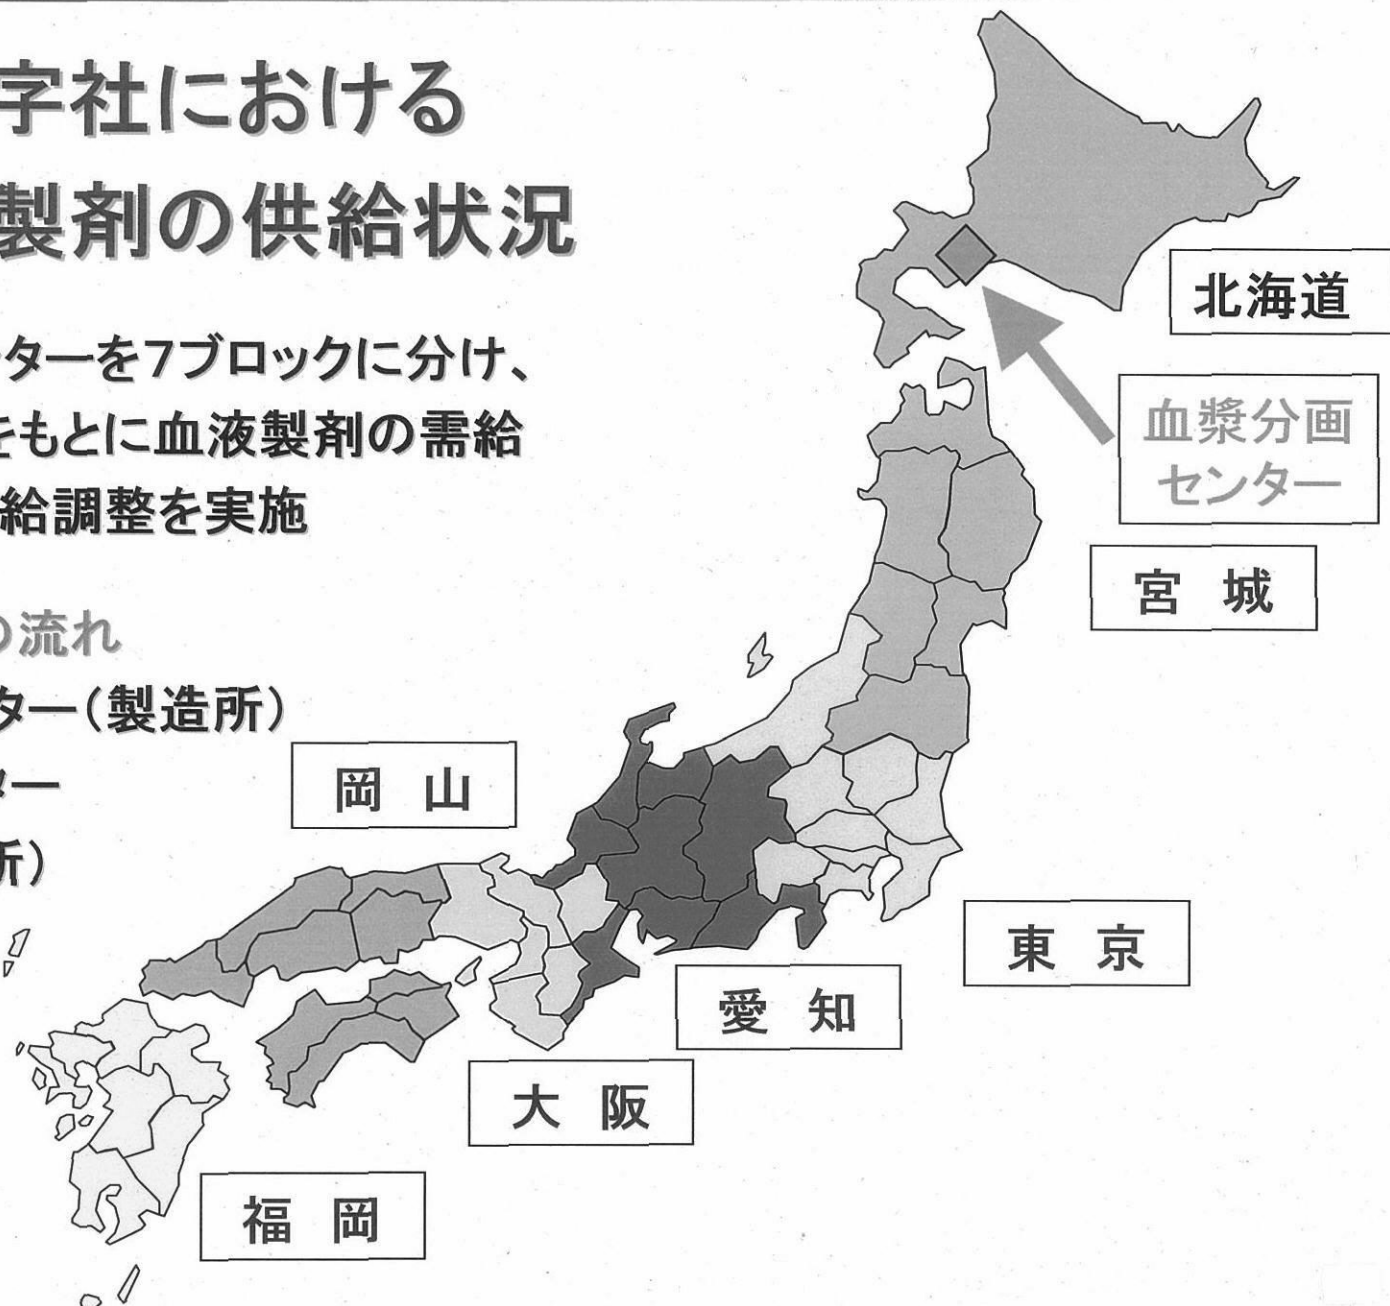 字社における
製剤の供給状況
ターを7ブロックに分け、
をもとに血液製剤の需給
給調整を実施
の流れ
ター(製造所)
ター
所)
北海道
血漿分画
センター
宮 城
岡 山
東 京
愛 知
大 阪
福 岡